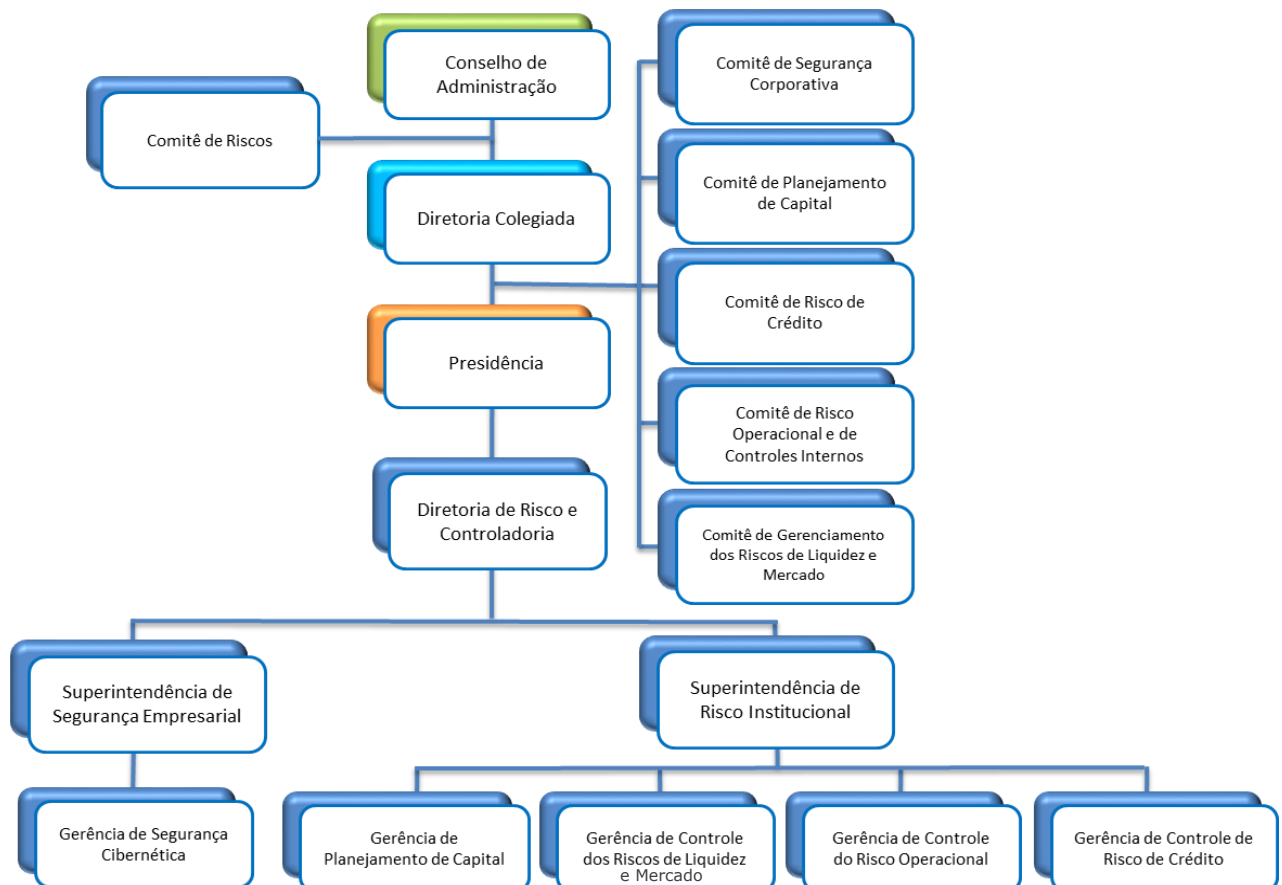 Conselho de
Administração
Comitê de Segurança
Corporativa
Comitê de Riscos
Comitê de Planejamento
de Capital
Diretoria Colegiada
Comitê de Risco de
Crédito
Presidência
Comitê de Risco
Operacional e de
Controles Internos
Diretoria de Risco e
Controladoria
Comitê de Gerenciamento
dos Riscos de Liquidez e
Mercado
Superintendência de
Segurança Empresarial
Superintendência de
Risco Institucional
Gerência de Segurança
Cibernética
Gerência de
Planejamento de Capital
Gerência de Controle
dos Riscos de Liquidez
e Mercado
Gerência de Controle
do Risco Operacional
Gerência de Controle de
Risco de Crédito